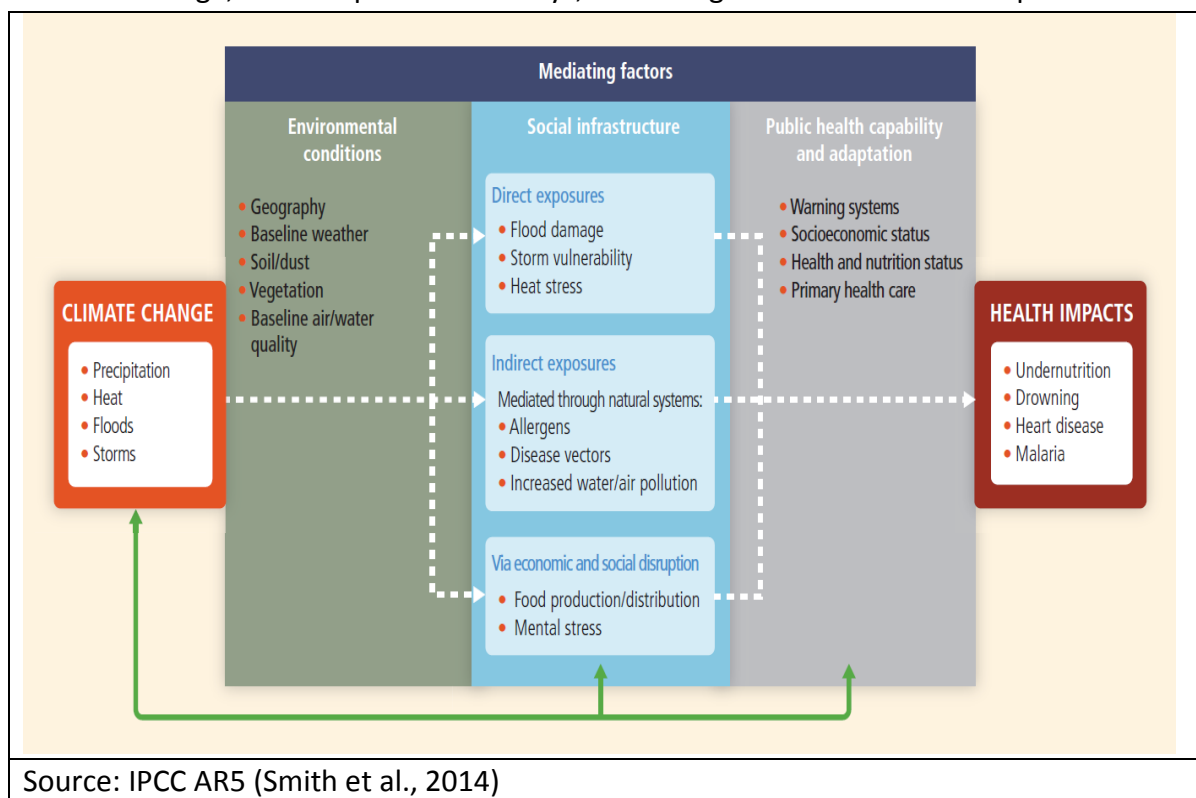 Mediating factors
Environmental
conditions
• Geography
• Baseline weather
• Soil/dust
• Vegetation
• Baseline air/water
quality
Social infrastructure
Direct exposures
• Flood damage
• Storm vulnerability
• Heat stress
Indirect exposures
Mediated through natural systems:
• Allergens
• Disease vectors
• Increased water/air pollution
Via economic and social disruption
• Food production/distribution
• Mental stress
Public health capability
and adaptation
• Warning systems
• Socioeconomic status
• Health and nutrition status
• Primary health care
CLIMATE CHANGE
• Precipitation
• Heat
• Floods
• Storms
HEALTH IMPACTS
• Undernutrition
• Drowning
• Heart disease
• Malaria
Source: IPCC AR5 (Smith et al., 2014)